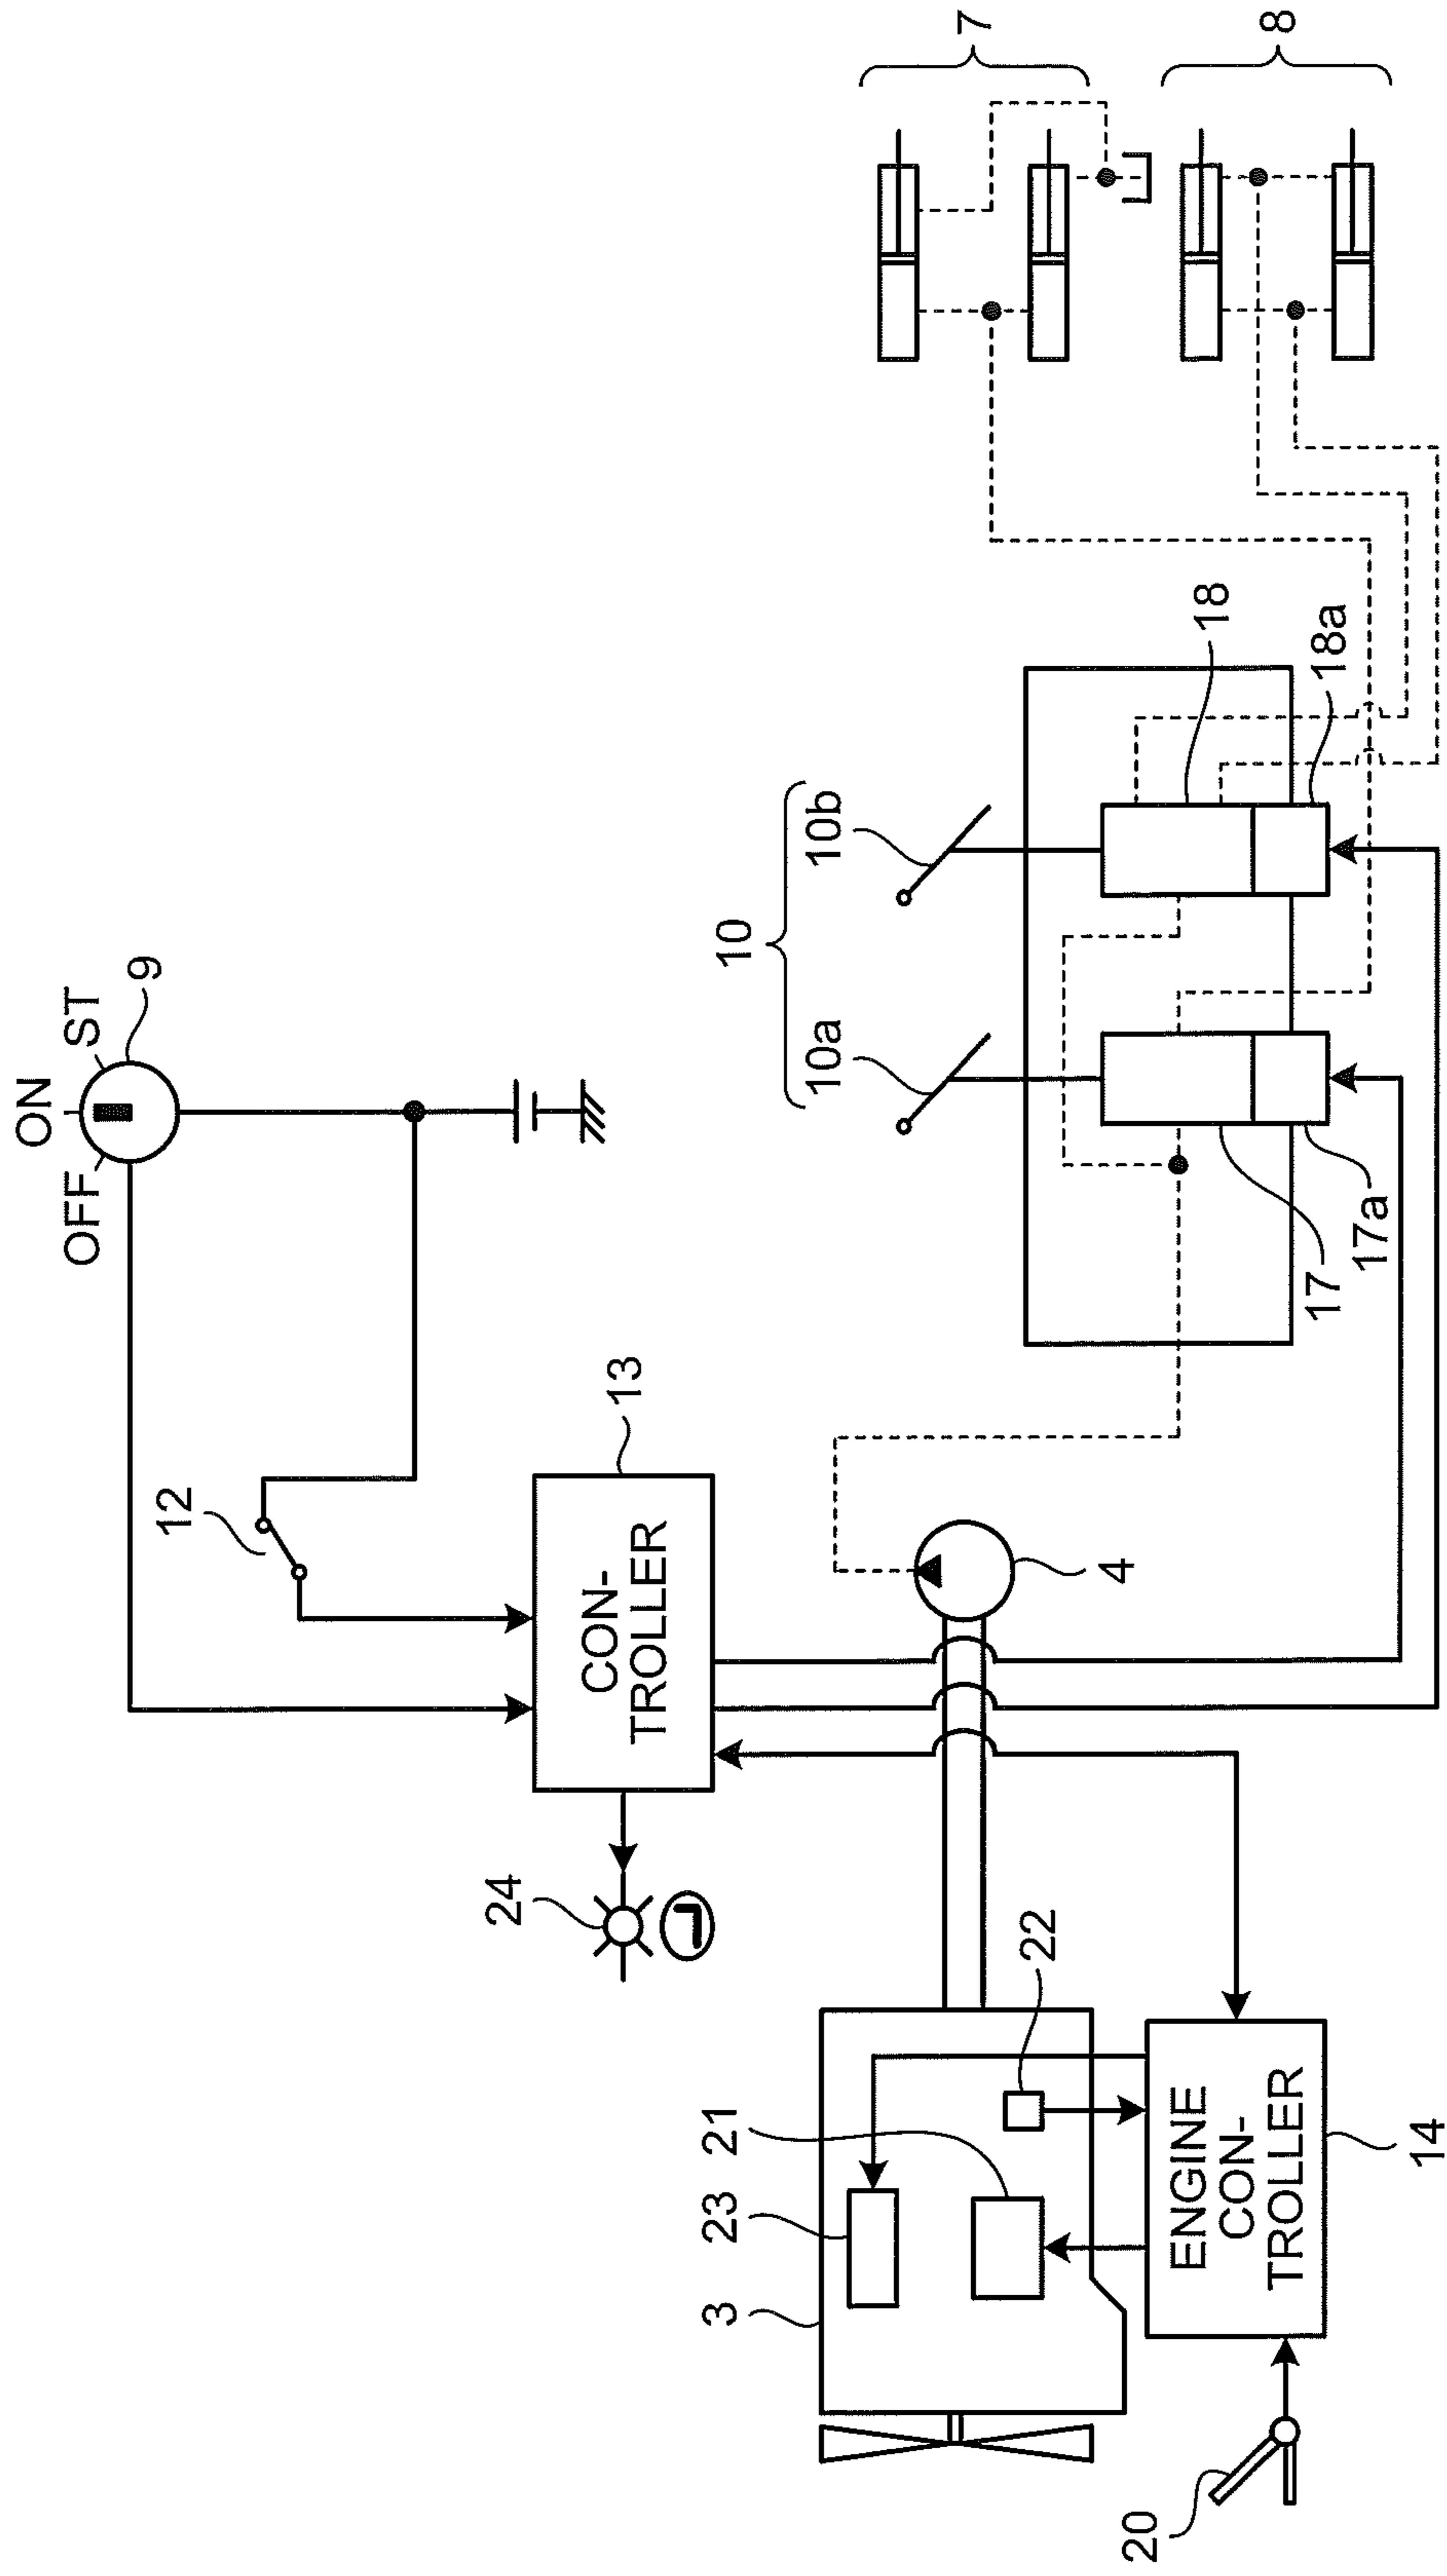 ON
OFF
ST
9
12
13
CON-
TROLLER
24
L
10
10a
10b
18
18a
17
17a
7
8
4
3
23
21
22
ENGINE
CON-
TROLLER
14
20